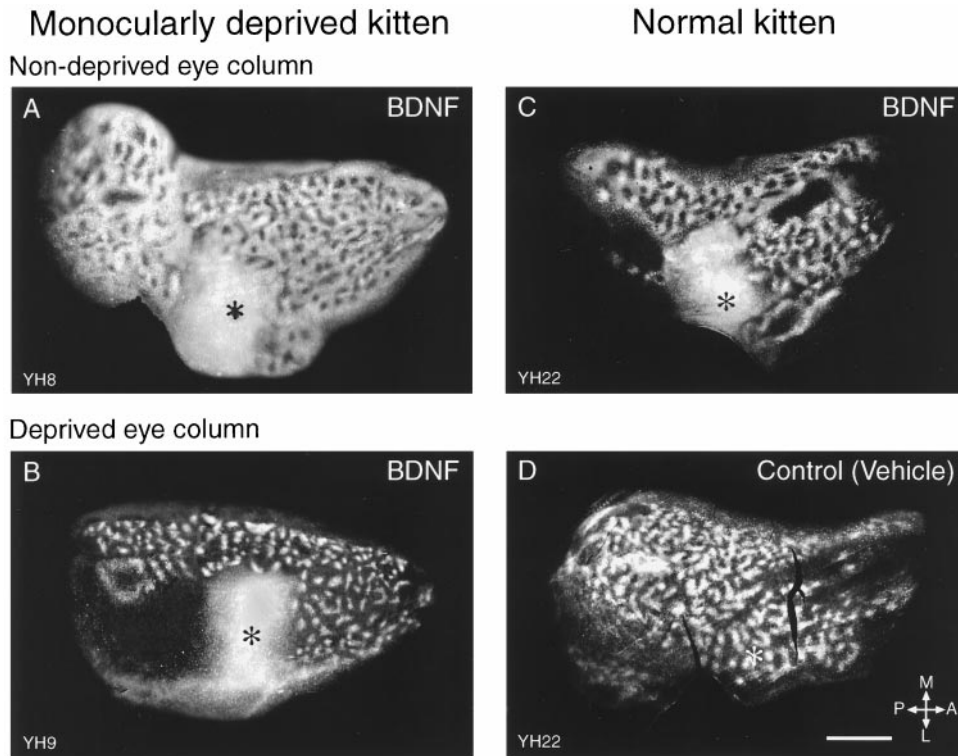 Monocularly deprived kitten
Normal kitten
Non-deprived eye column
A
BDNF
*
YH8
C
BDNF
*
YH22
Deprived eye column
B
BDNF
*
YH9
D
Control (Vehicle)
*
YH22
M
P
A
L